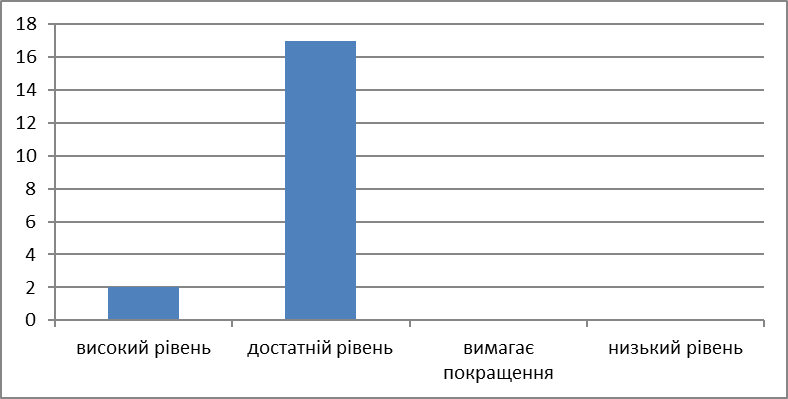 18
16
14
12
10
8
6
4
2
0
високий рівень
достатній рівень
вимагає
покращення
низький рівень